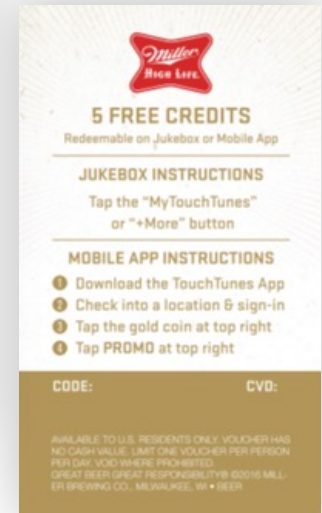 Miller
HIGH LIFE.
5 FREE CREDITS
Redeemable on Jukebox or Mobile App
JUKEBOX INSTRUCTIONS
Tap the “MyTouchTunes”
or “+More” button
MOBILE APP INSTRUCTIONS
1 Download the TouchTunes App
2 Check into a location & sign-in
3 Tap the gold coin at top right
4 Tap PROMO at top right
CODE: CVD:
AVAILABLE TO U.S. RESIDENTS ONLY. VOUCHER HAS
NO CASH VALUE. LIMIT ONE VOUCHER PER PERSON
PER DAY. VOID WHERE PROHIBITED.
GREAT BEER GREAT RESPONSIBILITY® ©2016 MILL-
ER BREWING CO., MILWAUKEE, WI • BEER